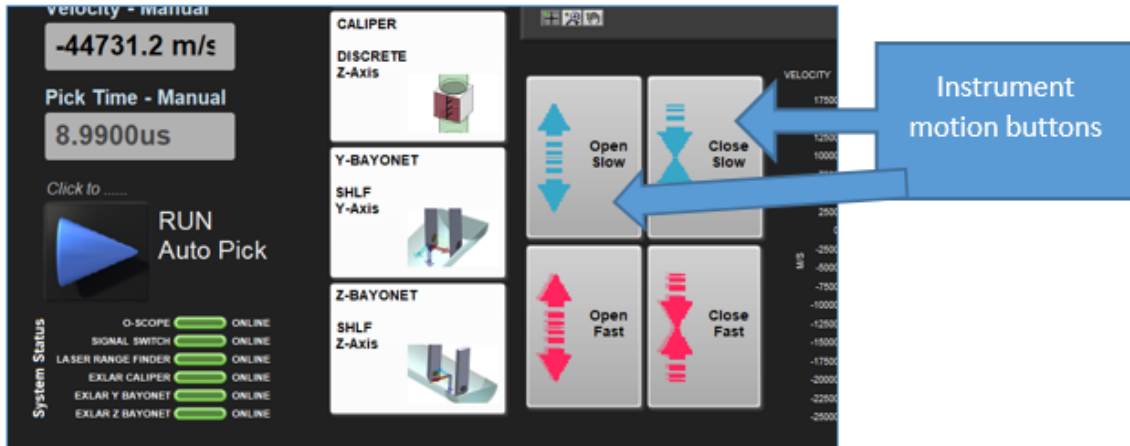 Velocity - Manual
-44731.2 m/s
Pick Time - Manual
8.9900us
Click to ......
RUN
Auto Pick
System Status
O-SCOPE ONLINE
SIGNAL SWITCH ONLINE
LASER RANGE FINDER ONLINE
EXLAR CALIPER ONLINE
EXLAR Y BAYONET ONLINE
EXLAR Z BAYONET ONLINE
CALIPER
DISCRETE
Z-Axis
Y-BAYONET
SHLF
Y-Axis
Z-BAYONET
SHLF
Z-Axis
Open
Slow
Close
Slow
Open
Fast
Close
Fast
VELOCITY
17500
12500
10000
2500
0
-2500
-5000
-7500
-10000
-12500
-15000
-17500
-20000
-22500
-25000
M/S
Instrument
motion buttons